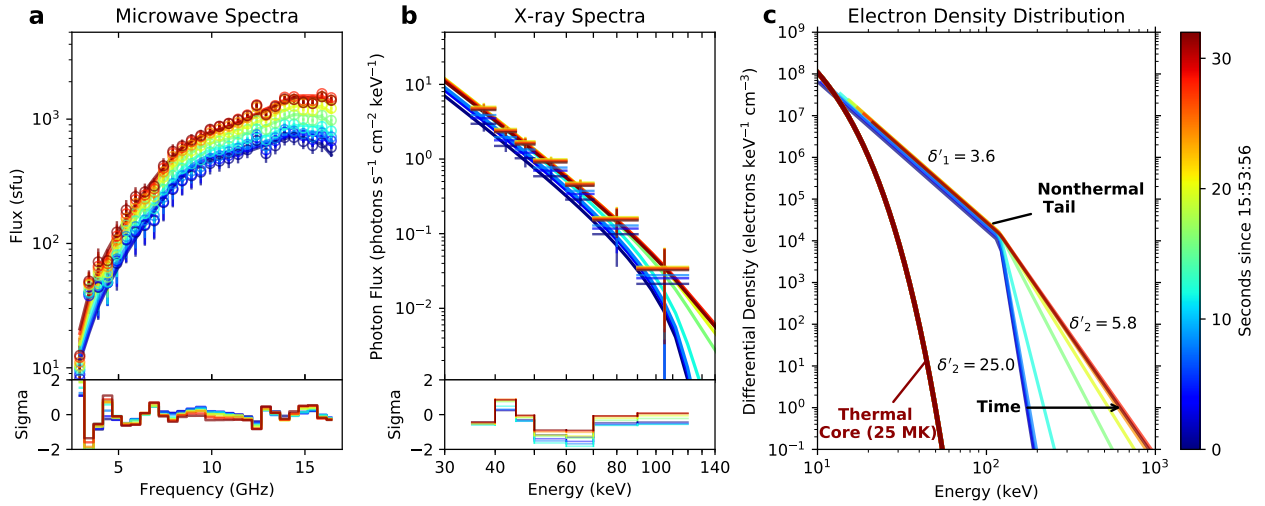 a Microwave Spectra
Flux (sfu)
10³
10²
10¹
Sigma
2
0
−2
5 10 15
Frequency (GHz)
b X-ray Spectra
Photon Flux (photons s⁻¹ cm⁻² keV⁻¹)
10¹
10⁰
10⁻¹
10⁻²
Sigma
2
0
−2
30 40 60 80 100 140
Energy (keV)
c Electron Density Distribution
Differential Density (electrons keV⁻¹ cm⁻³)
10⁹
10⁸
10⁷
10⁶
10⁵
10⁴
10³
10²
10¹
10⁰
10⁻¹
δ′₁ = 3.6
Nonthermal
Tail
δ′₂ = 5.8
δ′₂ = 25.0
Time
Thermal
Core (25 MK)
10¹ 10² 10³
Energy (keV)
30
20
10
0
Seconds since 15:53:56